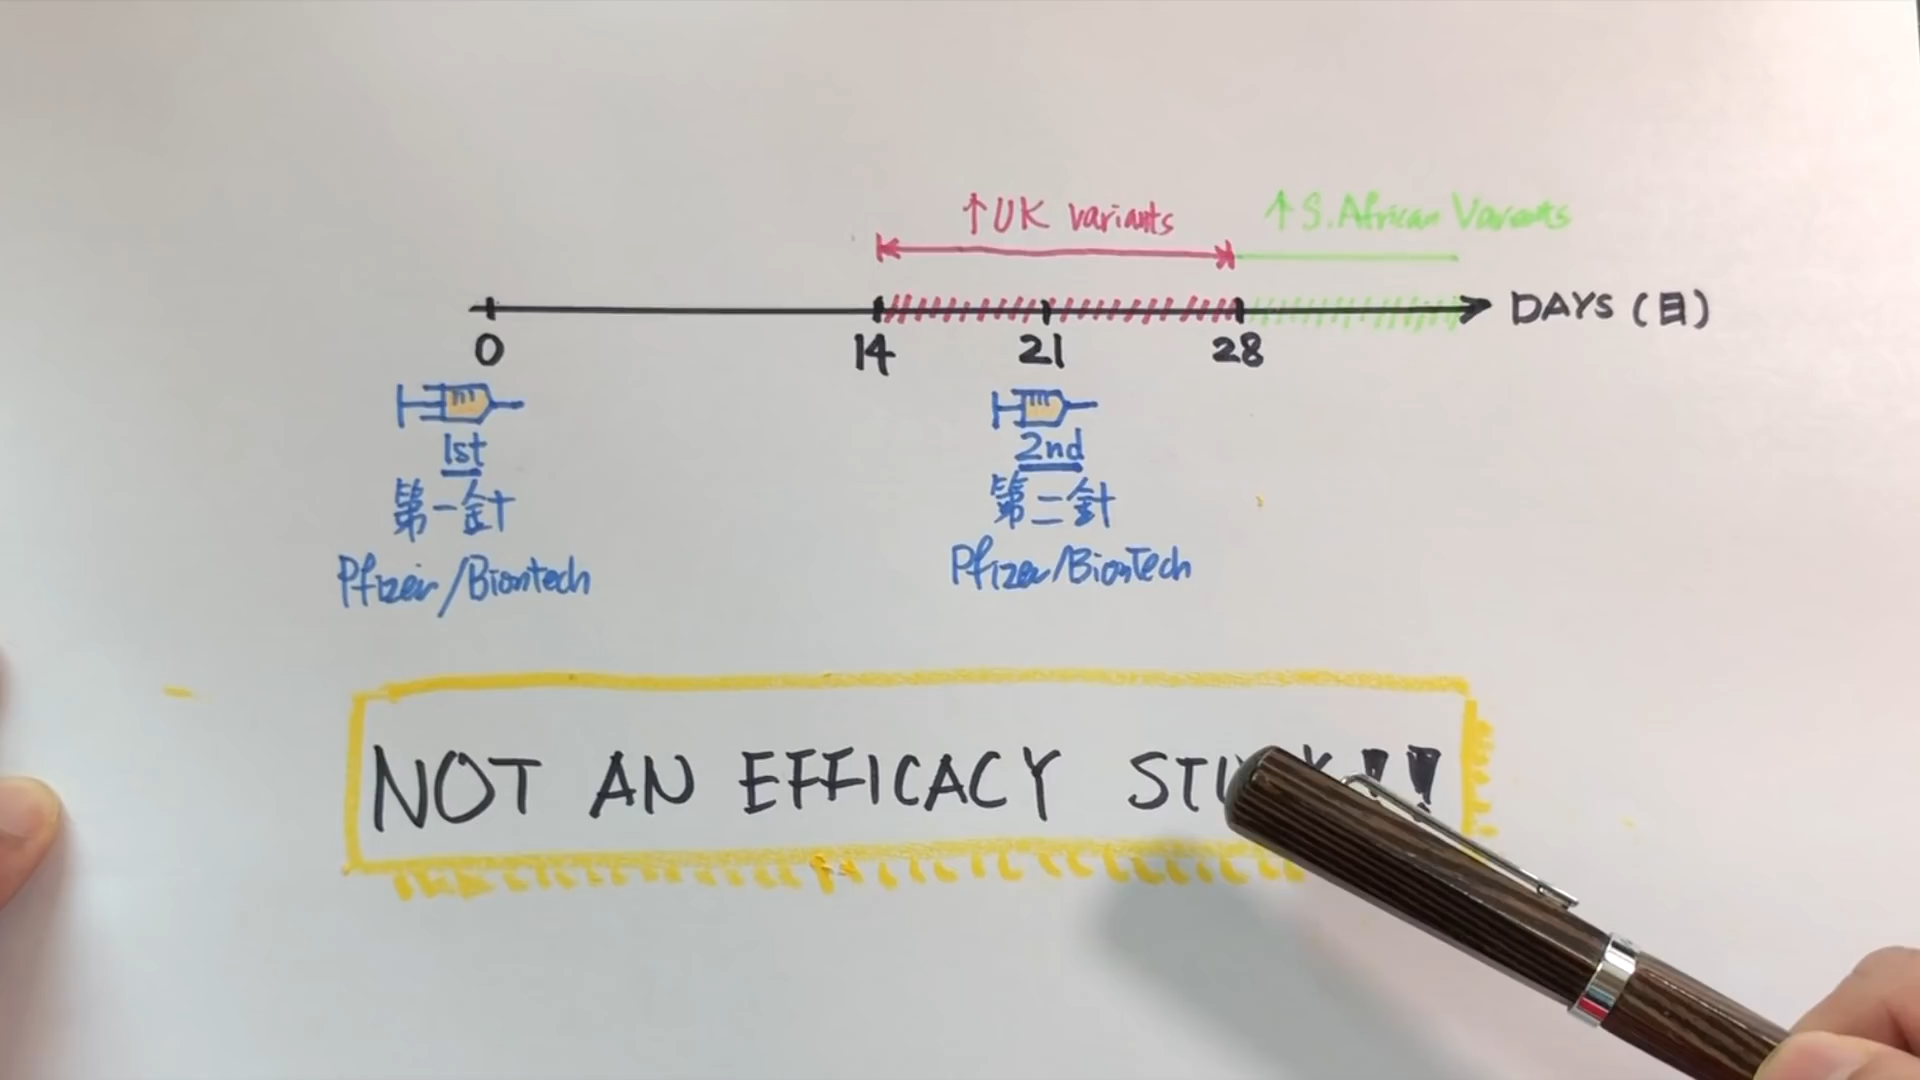 ↑UK variants
↑S.African Variants
DAYS (日)
0
14
21
28
1st
第一針
Pfizer/Biontech
2nd
第二針
Pfizer/BionTech
NOT AN EFFICACY !!